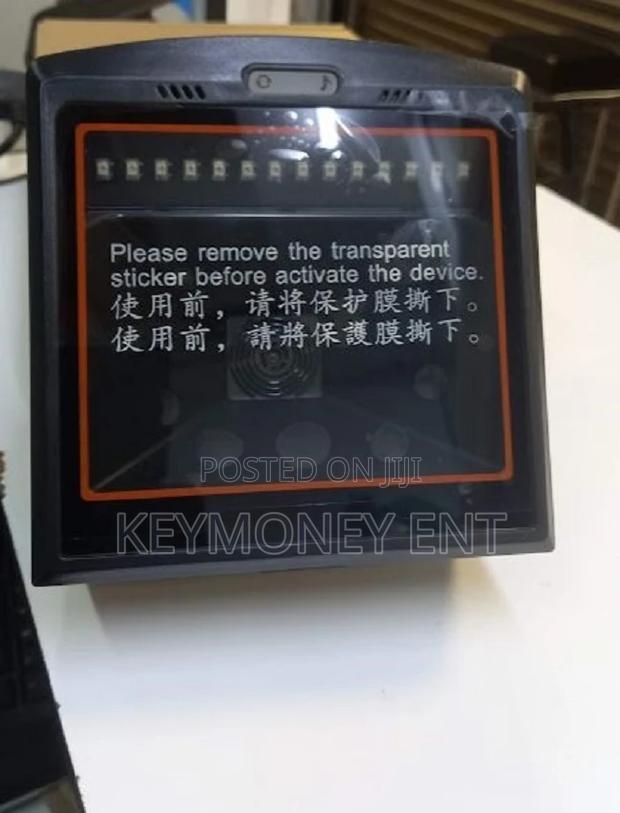 Please remove the transparent
sticker before activate the device.
使用前，请将保护膜撕下。
使用前，請將保護膜撕下。
POSTED ON JIJI
KEYMONEY ENT